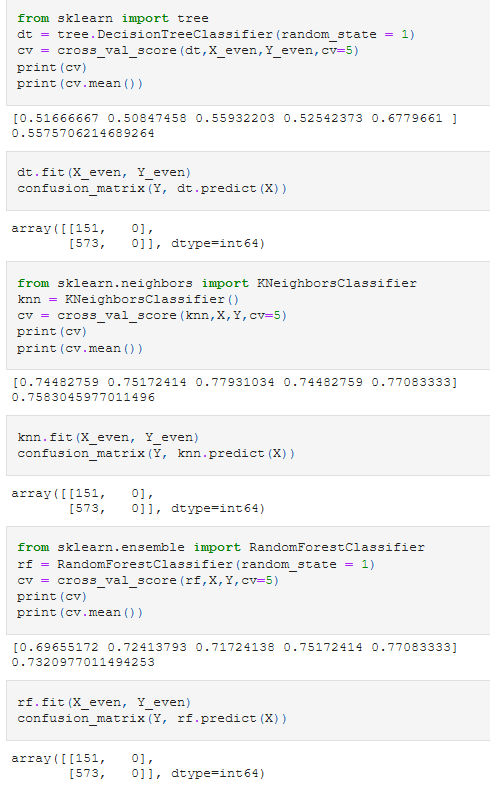 from sklearn import tree
dt = tree.DecisionTreeClassifier(random_state = 1)
cv = cross_val_score(dt,X_even,Y_even,cv=5)
print(cv)
print(cv.mean())
[0.51666667 0.50847458 0.55932203 0.52542373 0.6779661 ]
0.5575706214689264
dt.fit(X_even, Y_even)
confusion_matrix(Y, dt.predict(X))
array([[151,   0],
       [573,   0]], dtype=int64)
from sklearn.neighbors import KNeighborsClassifier
knn = KNeighborsClassifier()
cv = cross_val_score(knn,X,Y,cv=5)
print(cv)
print(cv.mean())
[0.74482759 0.75172414 0.77931034 0.74482759 0.77083333]
0.7583045977011496
knn.fit(X_even, Y_even)
confusion_matrix(Y, knn.predict(X))
array([[151,   0],
       [573,   0]], dtype=int64)
from sklearn.ensemble import RandomForestClassifier
rf = RandomForestClassifier(random_state = 1)
cv = cross_val_score(rf,X,Y,cv=5)
print(cv)
print(cv.mean())
[0.69655172 0.72413793 0.71724138 0.75172414 0.77083333]
0.7320977011494253
rf.fit(X_even, Y_even)
confusion_matrix(Y, rf.predict(X))
array([[151,   0],
       [573,   0]], dtype=int64)